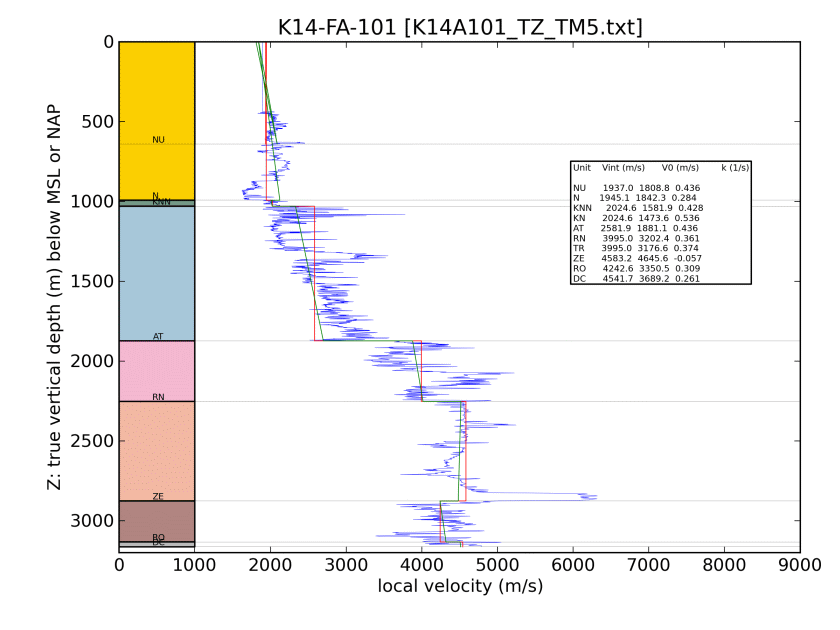 K14-FA-101 [K14A101_TZ_TM5.txt]
Z: true vertical depth (m) below MSL or NAP
0
500
1000
1500
2000
2500
3000
NU
N
KNN
AT
RN
ZE
RO
DC
Unit Vint (m/s) V0 (m/s) k (1/s)
NU 1937.0 1808.8 0.436
N 1945.1 1842.3 0.284
KNN 2024.6 1581.9 0.428
KN 2024.6 1473.6 0.536
AT 2581.9 1881.1 0.436
RN 3995.0 3202.4 0.361
TR 3995.0 3176.6 0.374
ZE 4583.2 4645.6 -0.057
RO 4242.6 3350.5 0.309
DC 4541.7 3689.2 0.261
0 1000 2000 3000 4000 5000 6000 7000 8000 9000
local velocity (m/s)